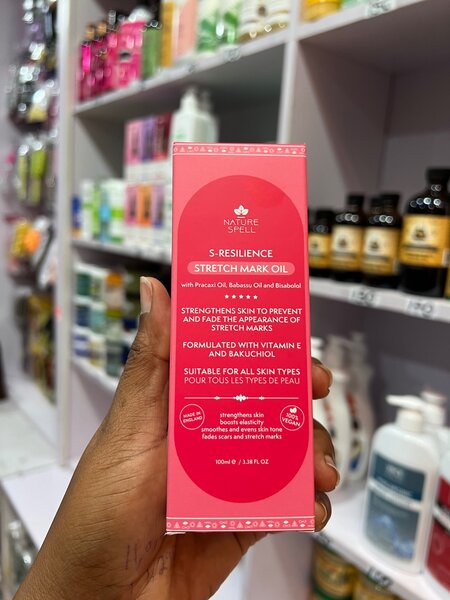 NATURE
SPELL
S-RESILIENCE
STRETCH MARK OIL
with Pracaxi Oil, Babassu Oil and Bisabolol
STRENGTHENS SKIN TO PREVENT
AND FADE THE APPEARANCE OF
STRETCH MARKS
FORMULATED WITH VITAMIN E
AND BAKUCHIOL
SUITABLE FOR ALL SKIN TYPES
POUR TOUS LES TYPES DE PEAU
MADE IN
ENGLAND
strengthens skin
boosts elasticity
smoothes and evens skin tone
fades scars and stretch marks
100%
VEGAN
100ml ℮ / 3.38 FL OZ